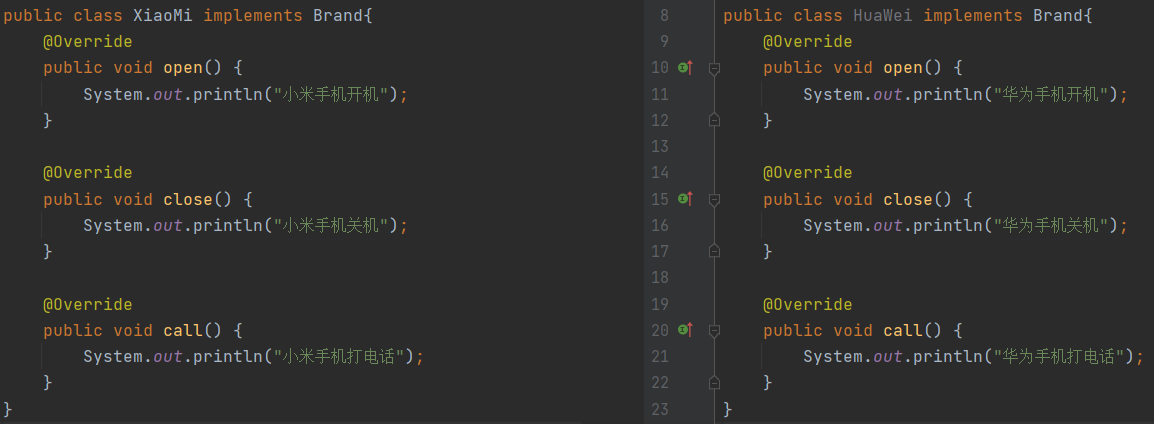 public class XiaoMi implements Brand{
    @Override
    public void open() {
        System.out.println("小米手机开机");
    }

    @Override
    public void close() {
        System.out.println("小米手机关机");
    }

    @Override
    public void call() {
        System.out.println("小米手机打电话");
    }
}
8 public class HuaWei implements Brand{
9     @Override
10     public void open() {
11         System.out.println("华为手机开机");
12     }
13
14     @Override
15     public void close() {
16         System.out.println("华为手机关机");
17     }
18
19     @Override
20     public void call() {
21         System.out.println("华为手机打电话");
22     }
23 }